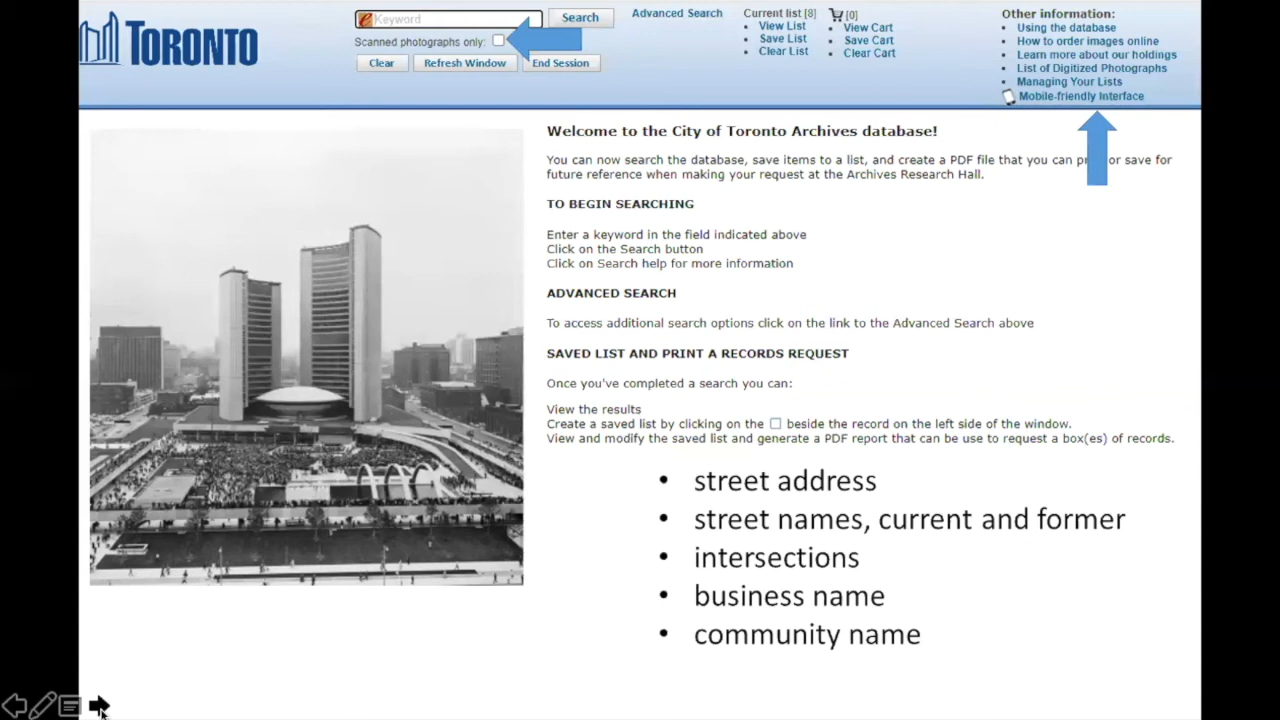 TORONTO
Keyword
Search
Scanned photographs only:
Clear
Refresh Window
End Session
Advanced Search
Current list [8]
• View List
• Save List
• Clear List
[0]
• View Cart
• Save Cart
• Clear Cart
Other information:
• Using the database
• How to order images online
• Learn more about our holdings
• List of Digitized Photographs
• Managing Your Lists
Mobile-friendly Interface
Welcome to the City of Toronto Archives database!
You can now search the database, save items to a list, and create a PDF file that you can or save for
future reference when making your request at the Archives Research Hall.
TO BEGIN SEARCHING
Enter a keyword in the field indicated above
Click on the Search button
Click on Search help for more information
ADVANCED SEARCH
To access additional search options click on the link to the Advanced Search above
SAVED LIST AND PRINT A RECORDS REQUEST
Once you've completed a search you can:
View the results
Create a saved list by clicking on the beside the record on the left side of the window.
View and modify the saved list and generate a PDF report that can be use to request a box(es) of records.
• street address
• street names, current and former
• intersections
• business name
• community name